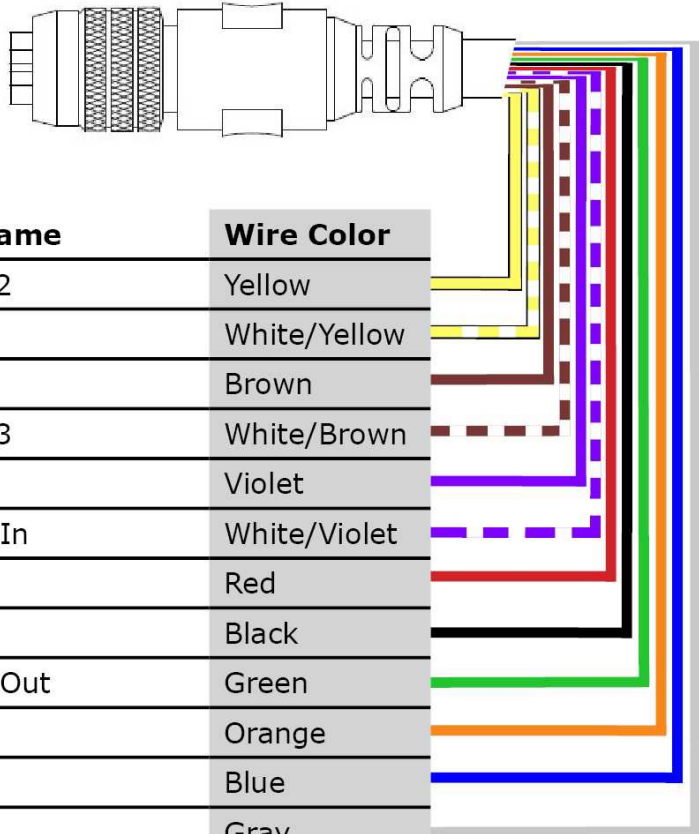 ame Wire Color
2 Yellow
White/Yellow
Brown
3 White/Brown
Violet
In White/Violet
Red
Black
Out Green
Orange
Blue
Gray